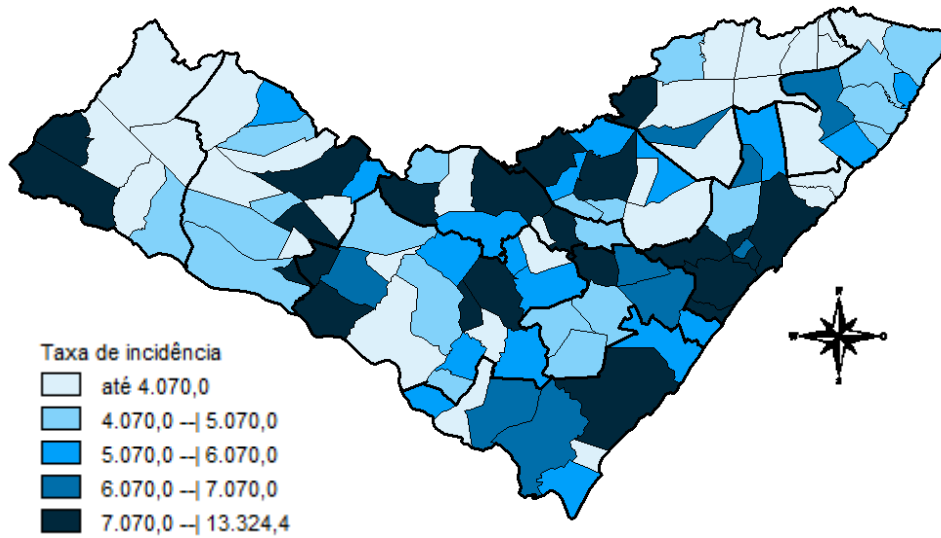 Taxa de incidência
até 4.070,0
4.070,0 --| 5.070,0
5.070,0 --| 6.070,0
6.070,0 --| 7.070,0
7.070,0 --| 13.324,4
N
W
O
S